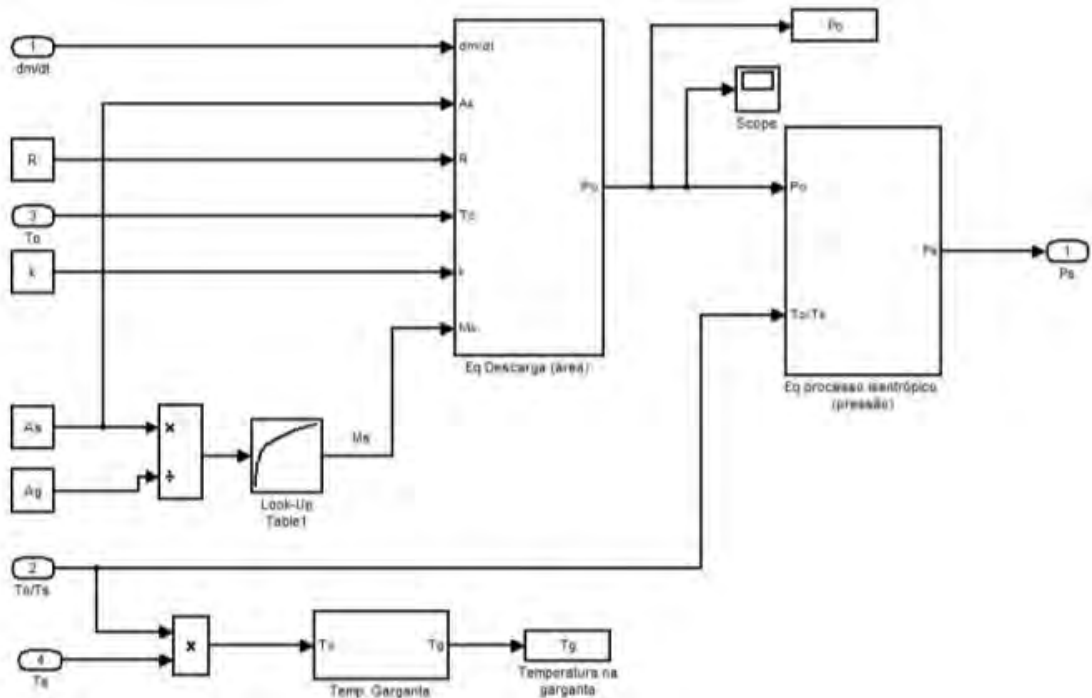 1
dm/dt
R
3
To
k
As
Ag
2
To/Ts
4
Ts
dm/dt
As
R
To
k
Ms
Po
Eq Descarga (área)
×
÷
Look-Up
Table1
Ms
Po
Scope
Po
To/Ts
Ps
Eq processo isentrópico
(pressão)
1
Ps
x
To
Tg
Temp. Garganta
Tg
Temperatura na
garganta